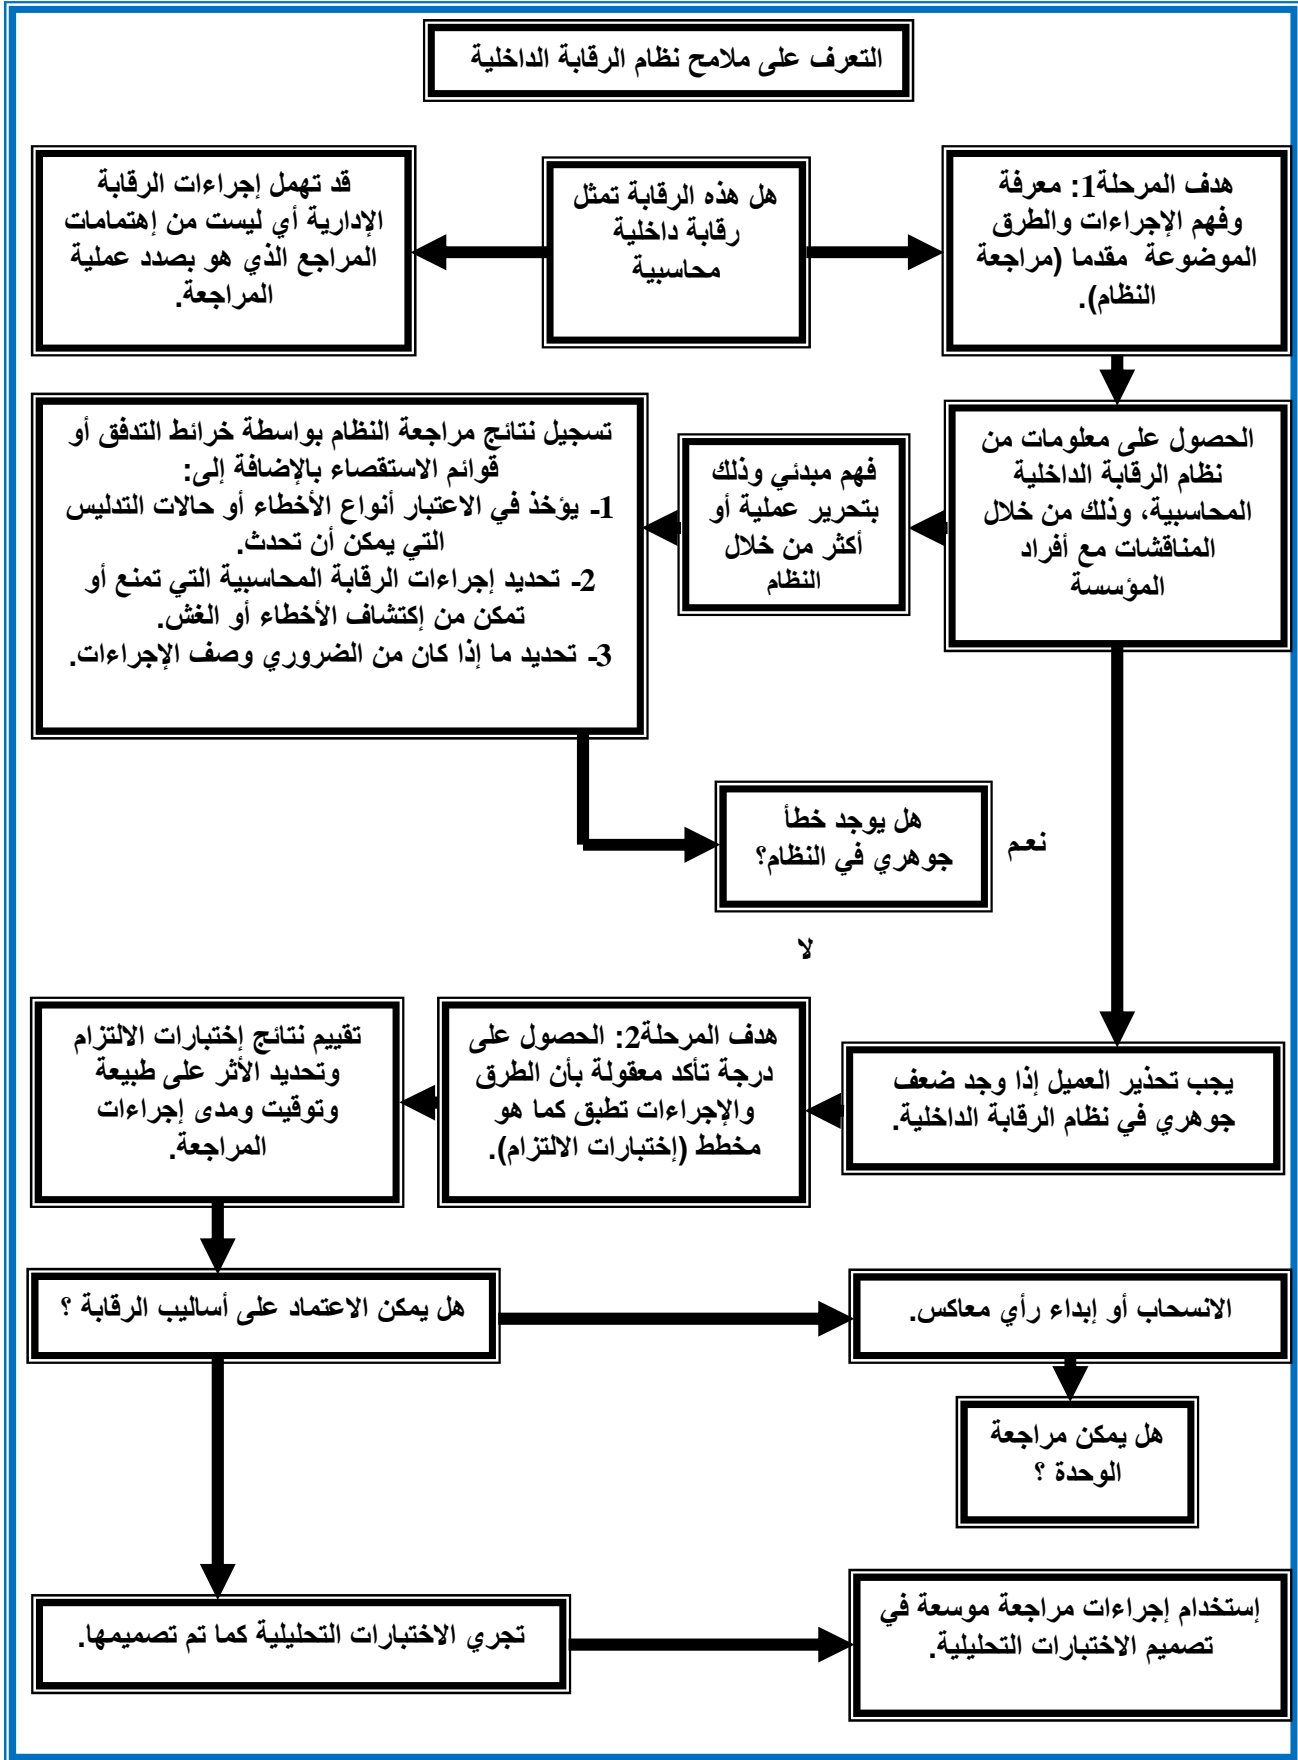 التعرف على ملامح نظام الرقابة الداخلية
هدف المرحلة1: معرفة
وفهم الإجراءات والطرق
الموضوعة مقدما (مراجعة
النظام).
هل هذه الرقابة تمثل
رقابة داخلية
محاسبية
قد تهمل إجراءات الرقابة
الإدارية أي ليست من إهتمامات
المراجع الذي هو بصدد عملية
المراجعة.
الحصول على معلومات من
نظام الرقابة الداخلية
المحاسبية، وذلك من خلال
المناقشات مع أفراد
المؤسسة
فهم مبدئي وذلك
بتحرير عملية أو
أكثر من خلال
النظام
تسجيل نتائج مراجعة النظام بواسطة خرائط التدفق أو
قوائم الاستقصاء بالإضافة إلى:
1- يؤخذ في الاعتبار أنواع الأخطاء أو حالات التدليس
التي يمكن أن تحدث.
2- تحديد إجراءات الرقابة المحاسبية التي تمنع أو
تمكن من إكتشاف الأخطاء أو الغش.
3- تحديد ما إذا كان من الضروري وصف الإجراءات.
هل يوجد خطأ
جوهري في النظام؟
نعم
لا
يجب تحذير العميل إذا وجد ضعف
جوهري في نظام الرقابة الداخلية.
هدف المرحلة2: الحصول على
درجة تأكد معقولة بأن الطرق
والإجراءات تطبق كما هو
مخطط (إختبارات الالتزام).
تقييم نتائج إختبارات الالتزام
وتحديد الأثر على طبيعة
وتوقيت ومدى إجراءات
المراجعة.
هل يمكن الاعتماد على أساليب الرقابة ؟
الانسحاب أو إبداء رأي معاكس.
هل يمكن مراجعة
الوحدة ؟
تجري الاختبارات التحليلية كما تم تصميمها.
إستخدام إجراءات مراجعة موسعة في
تصميم الاختبارات التحليلية.